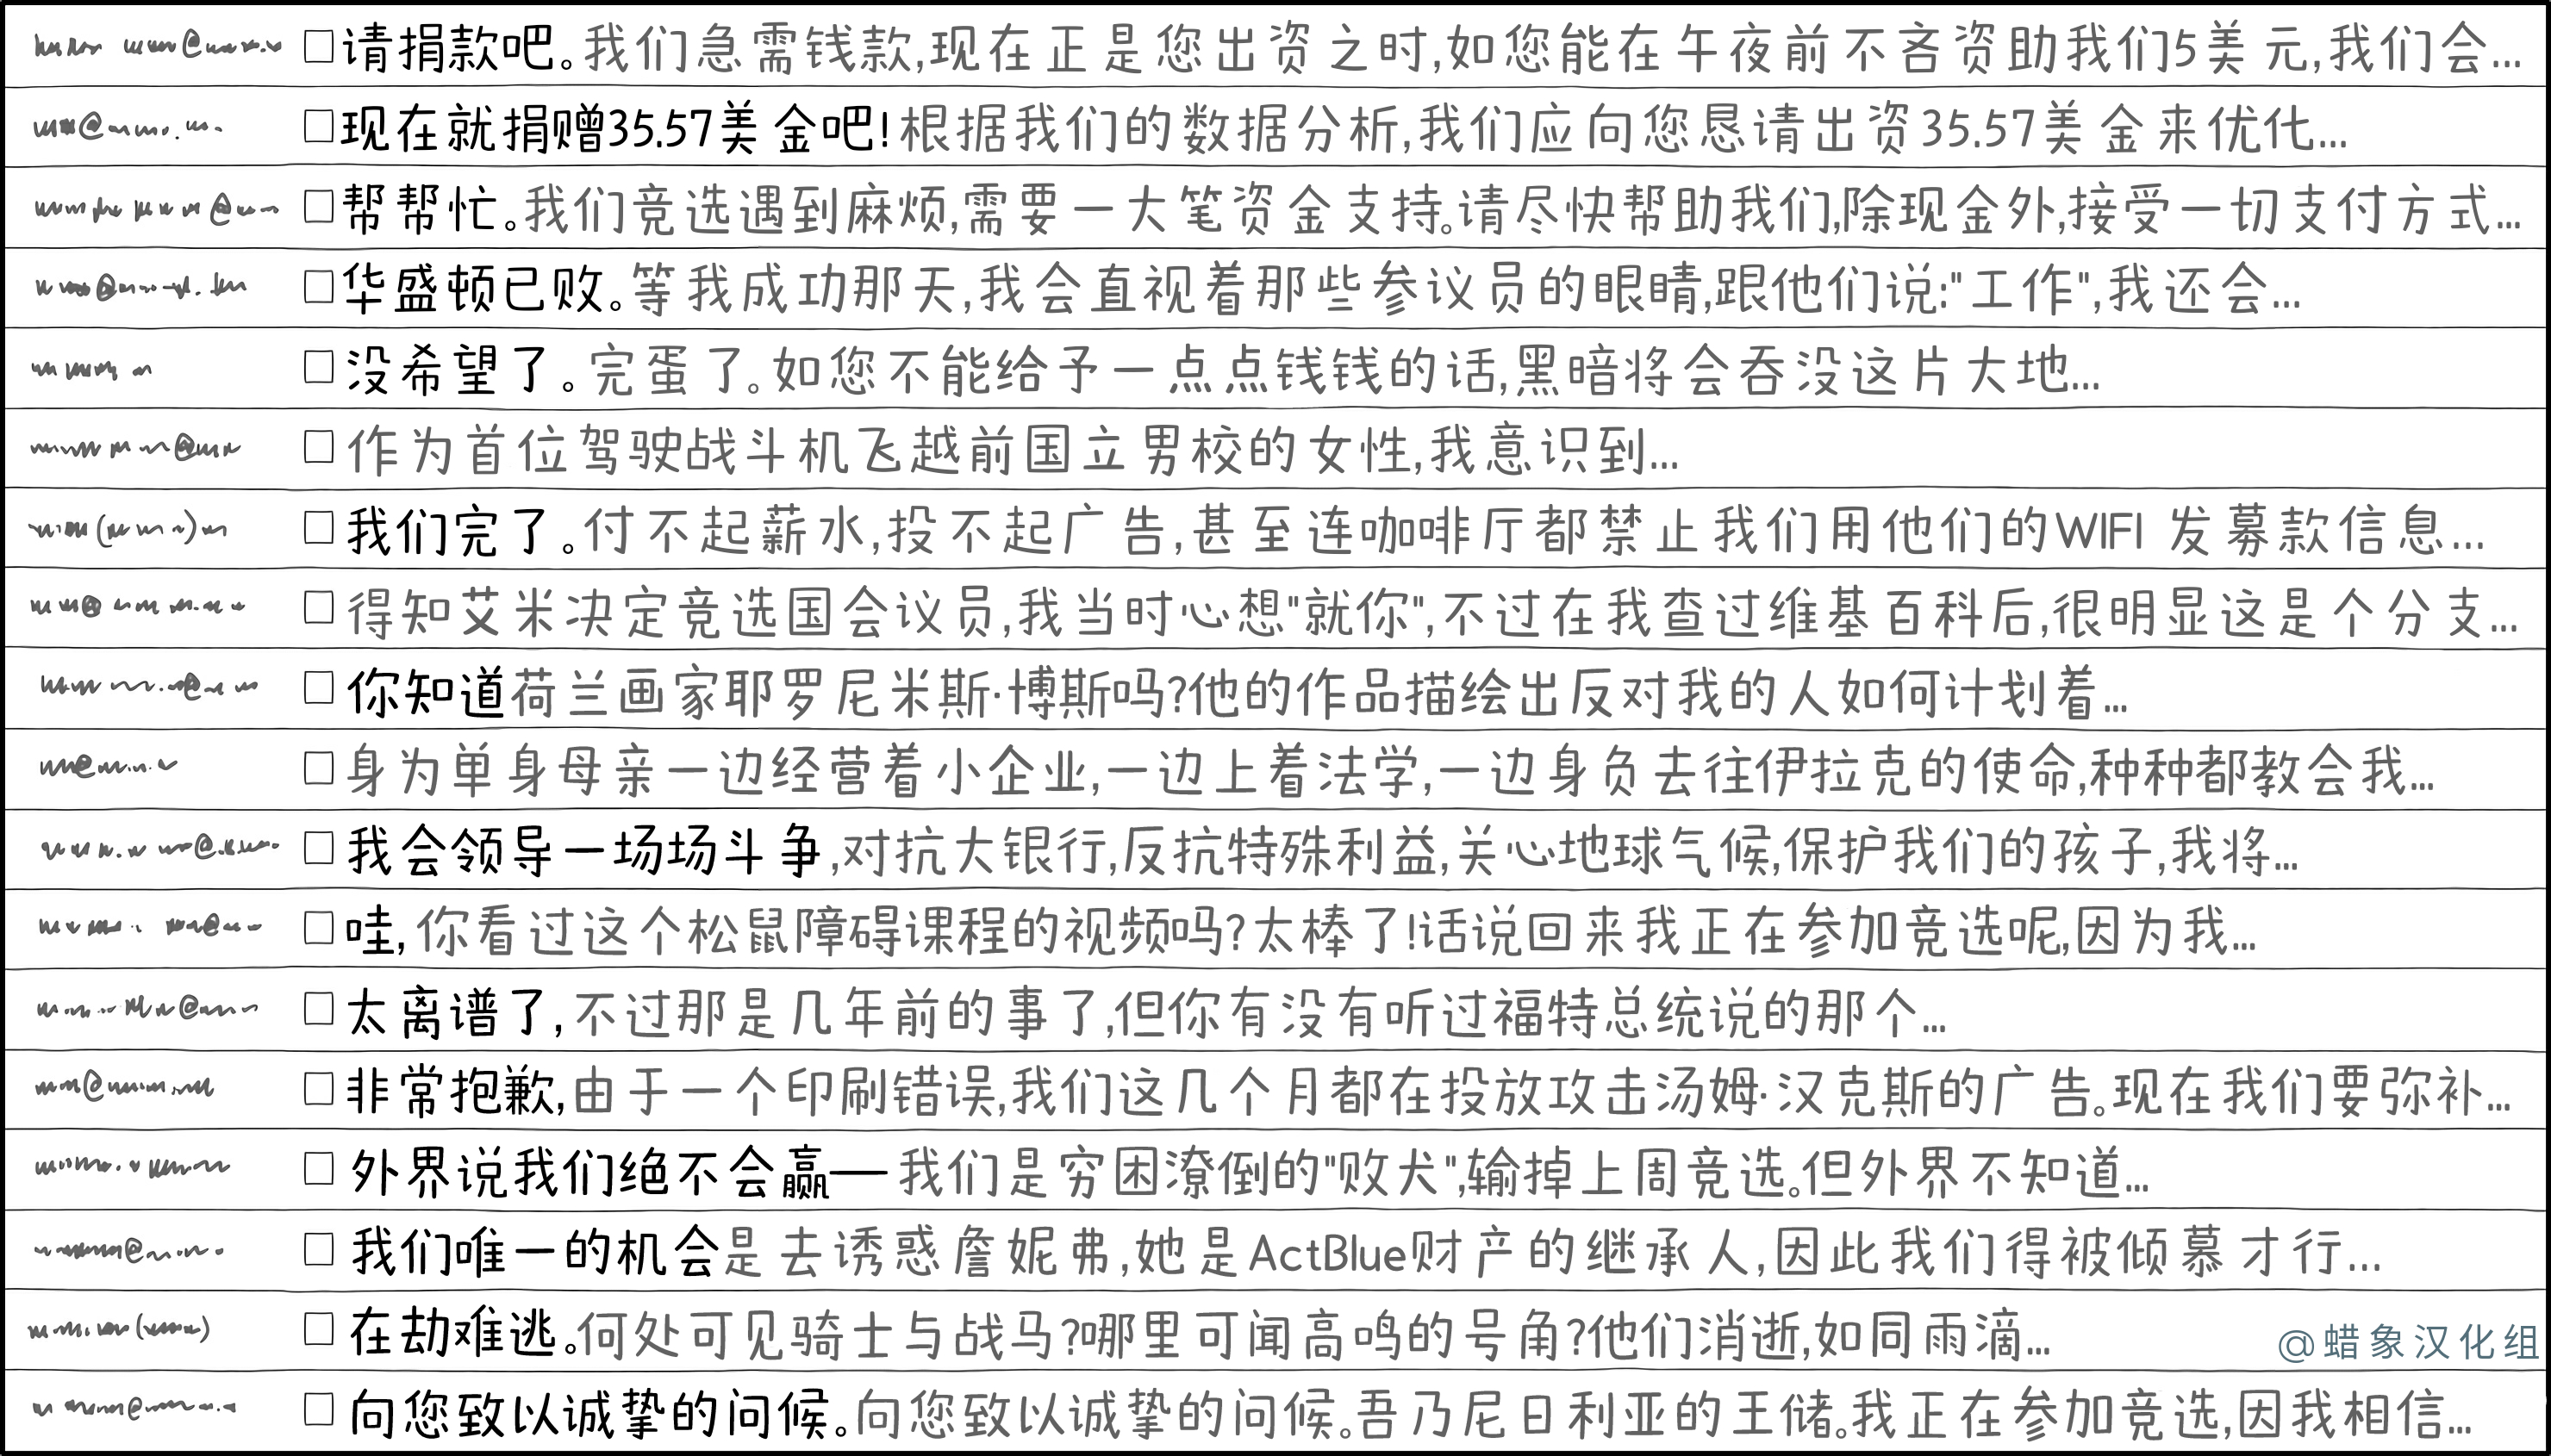 请捐款吧。我们急需钱款,现在正是您出资之时,如您能在午夜前不吝资助我们5美元,我们会...
现在就捐赠35.57美金吧!根据我们的数据分析,我们应向您恳请出资35.57美金来优化...
帮帮忙。我们竞选遇到麻烦,需要一大笔资金支持。请尽快帮助我们,除现金外,接受一切支付方式...
华盛顿已败。等我成功那天,我会直视着那些参议员的眼睛,跟他们说:"工作",我还会...
没希望了。完蛋了。如您不能给予一点点钱钱的话,黑暗将会吞没这片大地...
作为首位驾驶战斗机飞越前国立男校的女性,我意识到...
我们完了。付不起薪水,投不起广告,甚至连咖啡厅都禁止我们用他们的WIFI 发募款信息...
得知艾米决定竞选国会议员,我当时心想"就你",不过在我查过维基百科后,很明显这是个分支...
你知道荷兰画家耶罗尼米斯·博斯吗?他的作品描绘出反对我的人如何计划着...
身为单身母亲一边经营着小企业,一边上着法学,一边身负去往伊拉克的使命,种种都教会我...
我会领导一场场斗争,对抗大银行,反抗特殊利益,关心地球气候,保护我们的孩子,我将...
哇,你看过这个松鼠障碍课程的视频吗?太棒了!话说回来我正在参加竞选呢,因为我...
太离谱了,不过那是几年前的事了,但你有没有听过福特总统说的那个...
非常抱歉,由于一个印刷错误,我们这几个月都在投放攻击汤姆·汉克斯的广告。现在我们要弥补...
外界说我们绝不会赢——我们是穷困潦倒的"败犬",输掉上周竞选。但外界不知道...
我们唯一的机会是去诱惑詹妮弗,她是ActBlue财产的继承人,因此我们得被倾慕才行...
在劫难逃。何处可见骑士与战马?哪里可闻高鸣的号角?他们消逝,如同雨滴...
@蜡象汉化组
向您致以诚挚的问候。向您致以诚挚的问候。吾乃尼日利亚的王储。我正在参加竞选,因我相信...